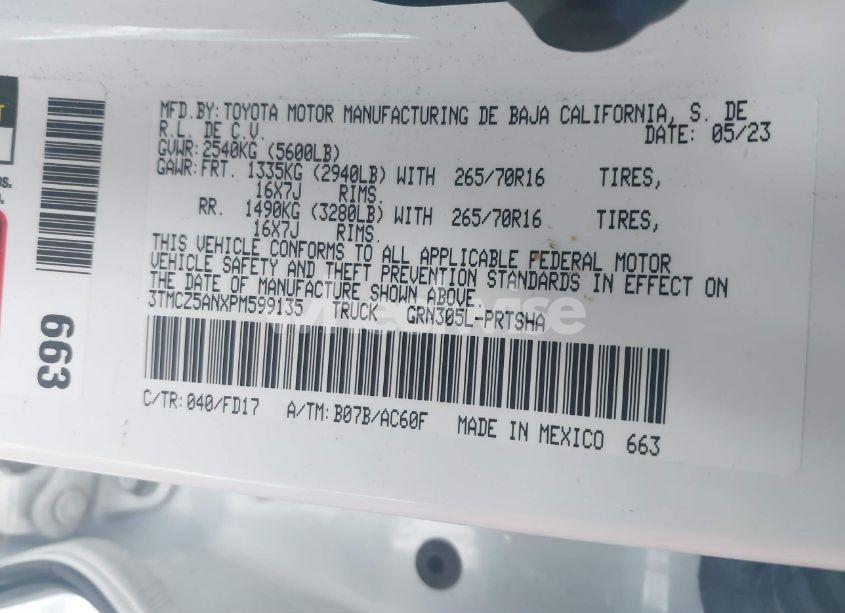 MFD.BY:TOYOTA MOTOR MANUFACTURING DE BAJA CALIFORNIA, S. DE
R.L. DE C.V. DATE: 05/23
GVWR:2540KG (5600LB)
GAWR:FRT. 1335KG (2940LB) WITH 265/70R16 TIRES,
16X7J RIMS.
RR. 1490KG (3280LB) WITH 265/70R16 TIRES,
16X7J RIMS.
THIS VEHICLE CONFORMS TO ALL APPLICABLE FEDERAL MOTOR
VEHICLE SAFETY AND THEFT PREVENTION STANDARDS IN EFFECT ON
THE DATE OF MANUFACTURE SHOWN ABOVE.
3TMCZ5ANXPM599135 TRUCK GRN305L-PRTSHA
C/TR:040/FD17 A/TM:B07B/AC60F MADE IN MEXICO 663
663